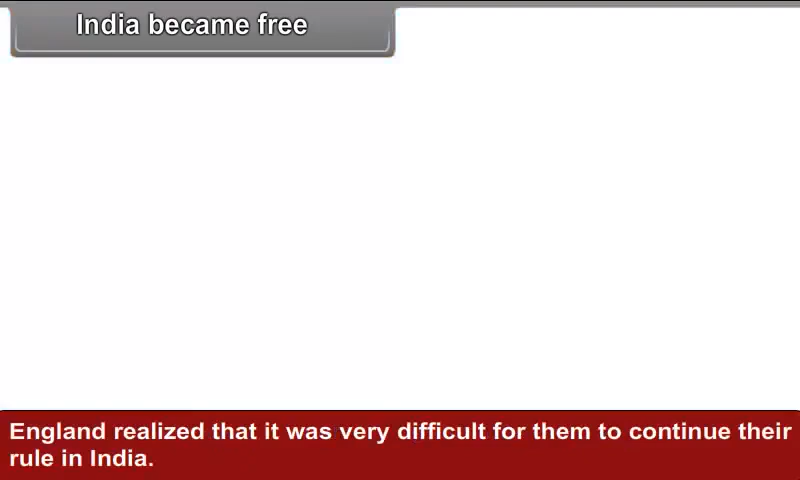 India became free
England realized that it was very difficult for them to continue their
rule in India.